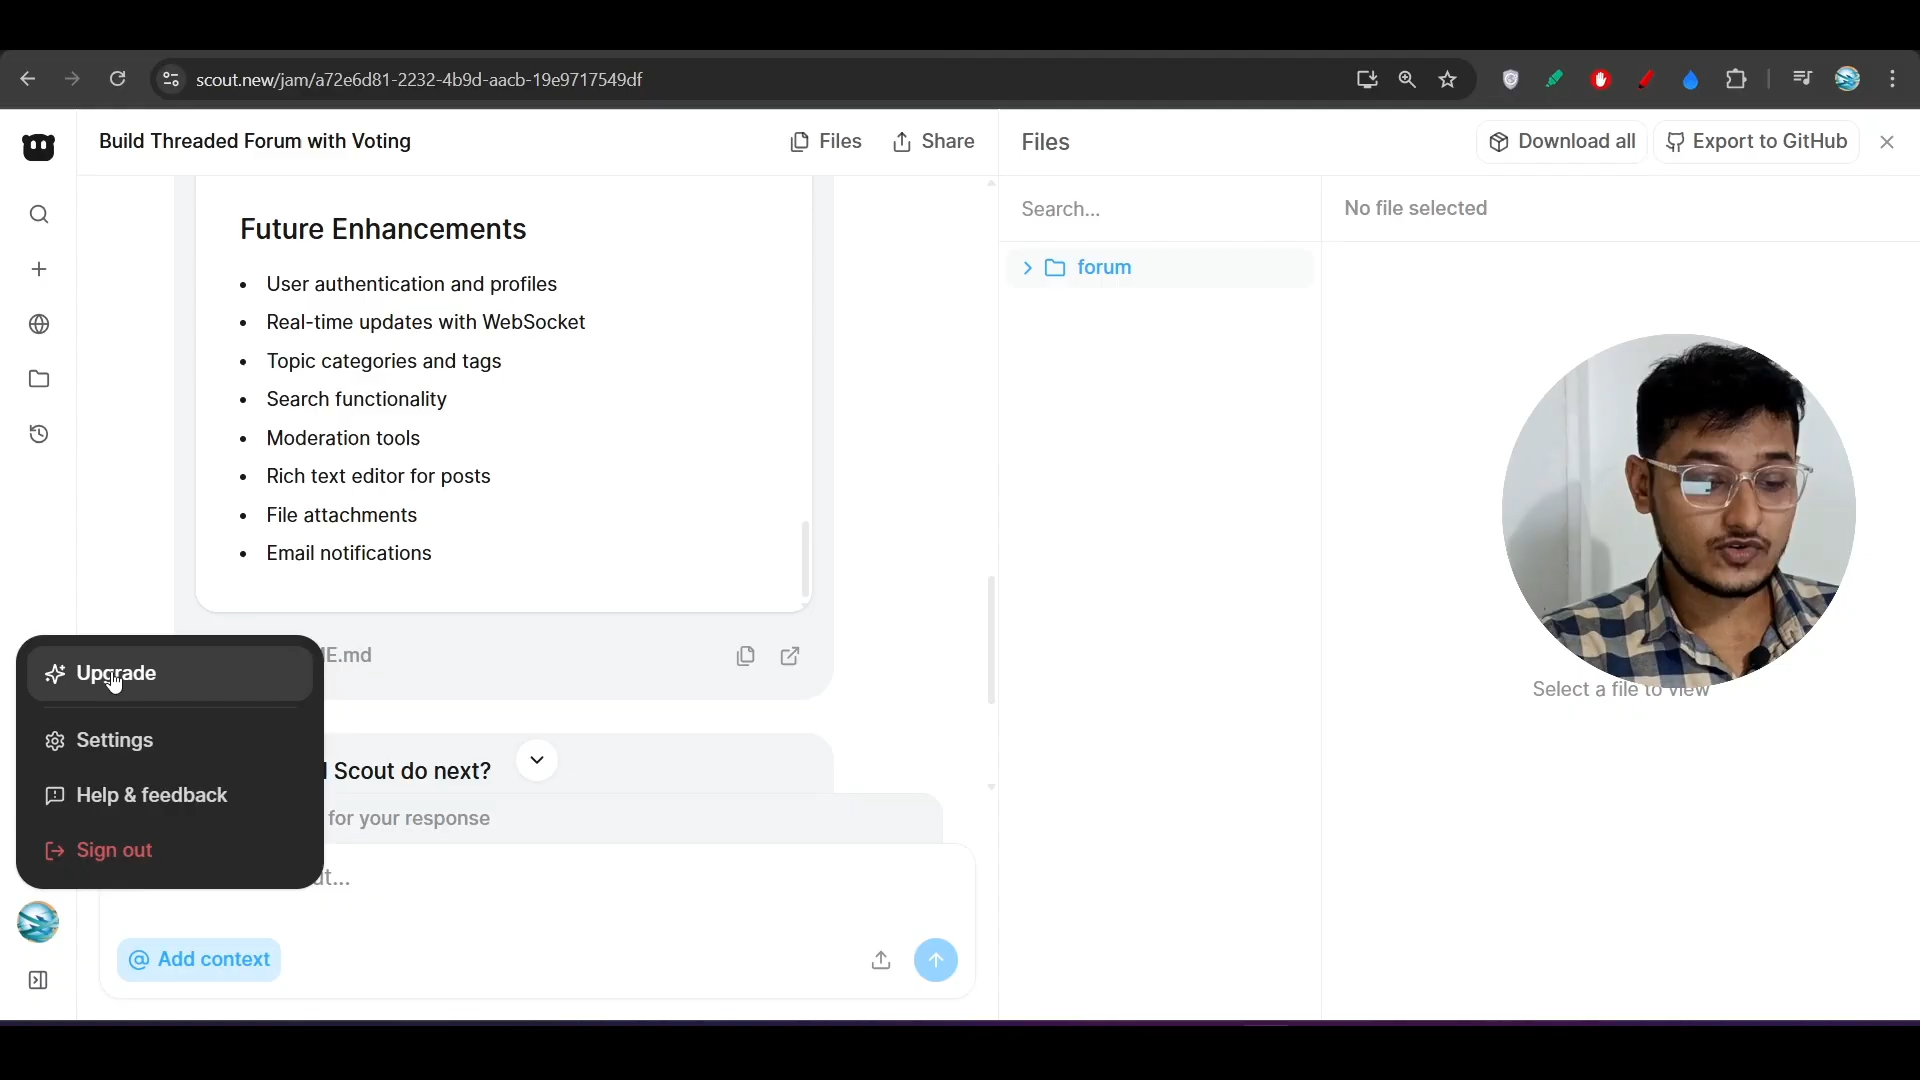 scout.new/jam/a72e6d81-2232-4b9d-aacb-19e9717549df
Build Threaded Forum with Voting
Files
Share
Files
Download all
Export to GitHub
Search...
No file selected
forum
Future Enhancements
• User authentication and profiles
• Real-time updates with WebSocket
• Topic categories and tags
• Search functionality
• Moderation tools
• Rich text editor for posts
• File attachments
• Email notifications
E.md
Upgrade
Settings
Help & feedback
Sign out
Scout do next?
for your response
Select a file to view
Add context